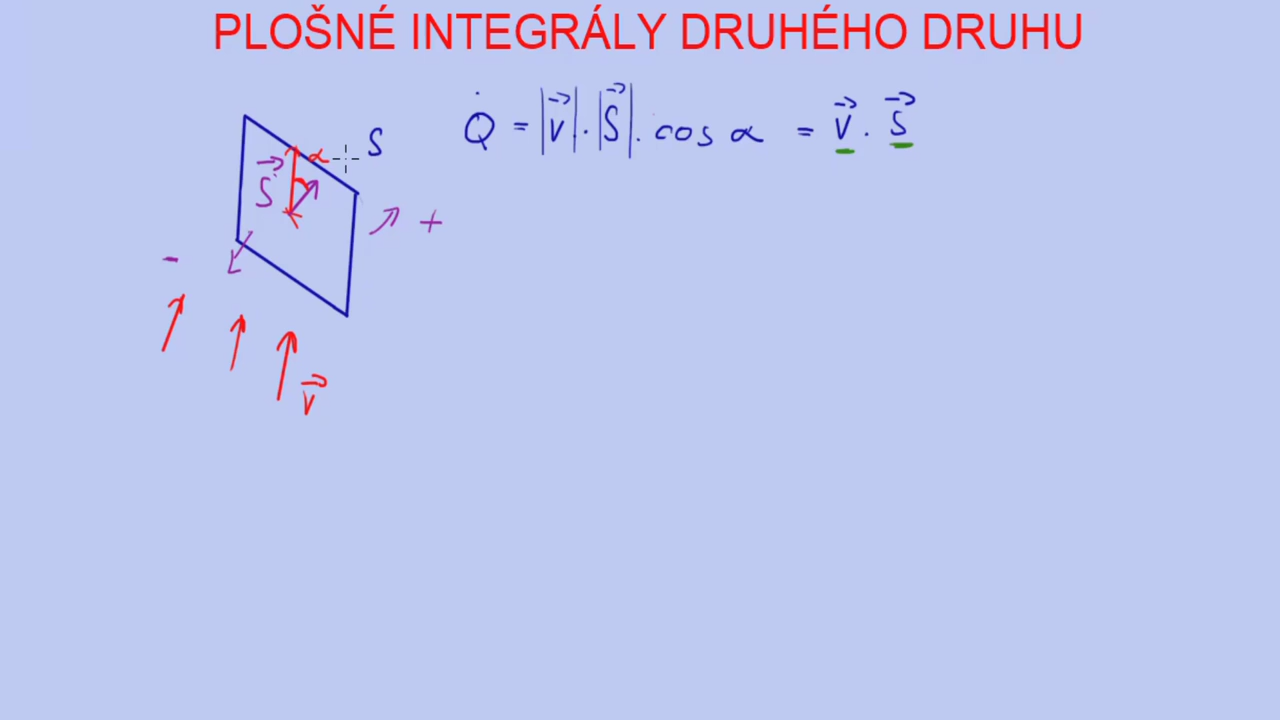 PLOŠNÉ INTEGRÁLY DRUHÉHO DRUHU
Q̇ = |v⃗| · |S⃗| · cos α = v⃗ · S⃗
α
S
S⃗
+
-
v⃗